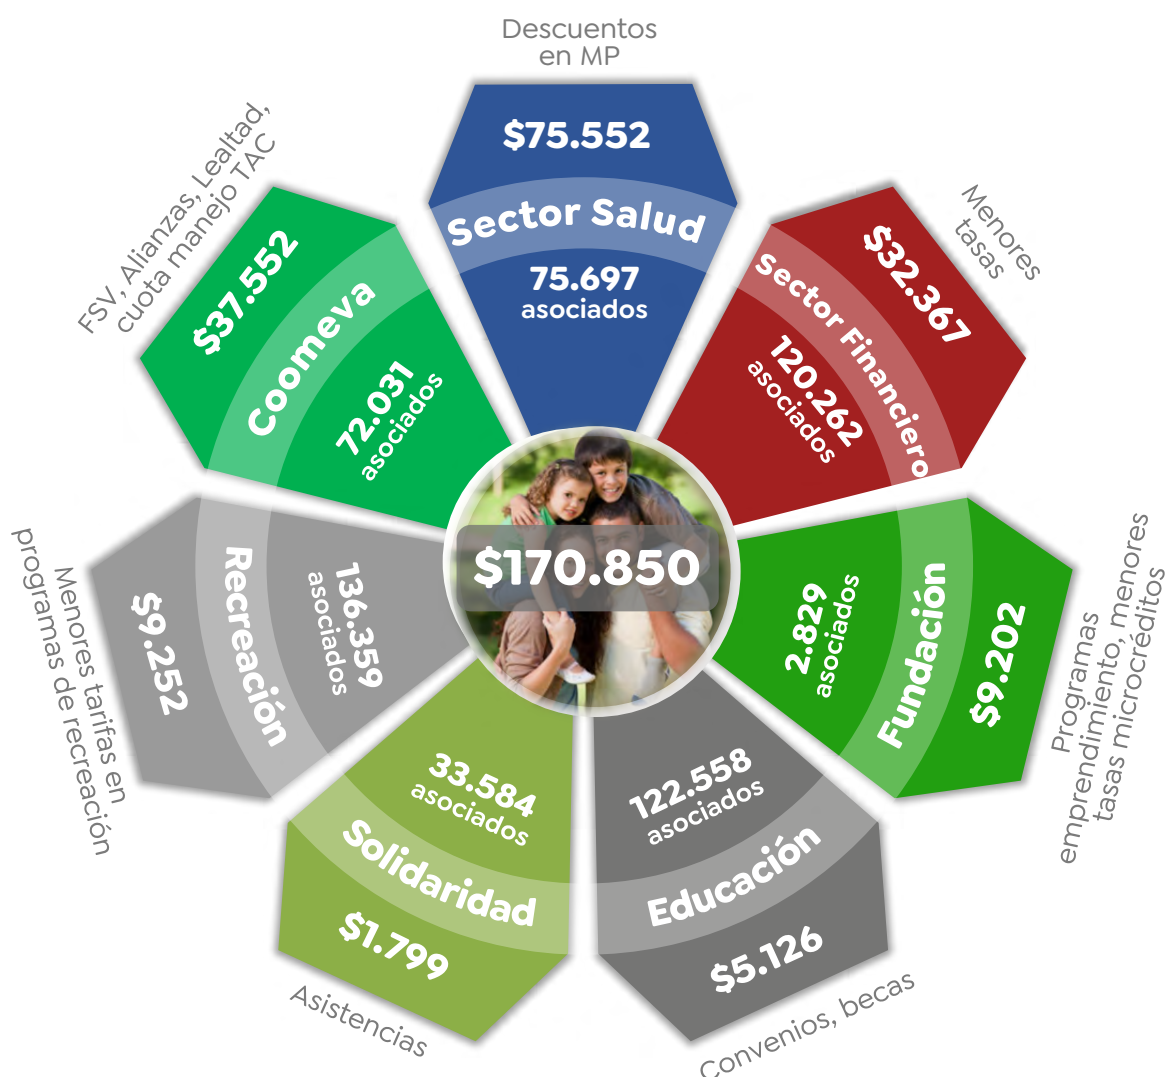 Descuentos
en MP
$75.552
Sector Salud
75.697
asociados
Menores
tasas
$32.367
Sector Financiero
120.262
asociados
Programas
emprendimiento, menores
tasas microcréditos
$9.202
Fundación
2.829
asociados
122.558
asociados
Educación
$5.126
Convenios, becas
33.584
asociados
Solidaridad
$1.799
Asistencias
Menores tarifas en
programas de recreación
$9.252
Recreación
136.359
asociados
FSV, Alianzas, Lealtad,
cuota manejo TAC
$37.552
Coomeva
72.031
asociados
$170.850